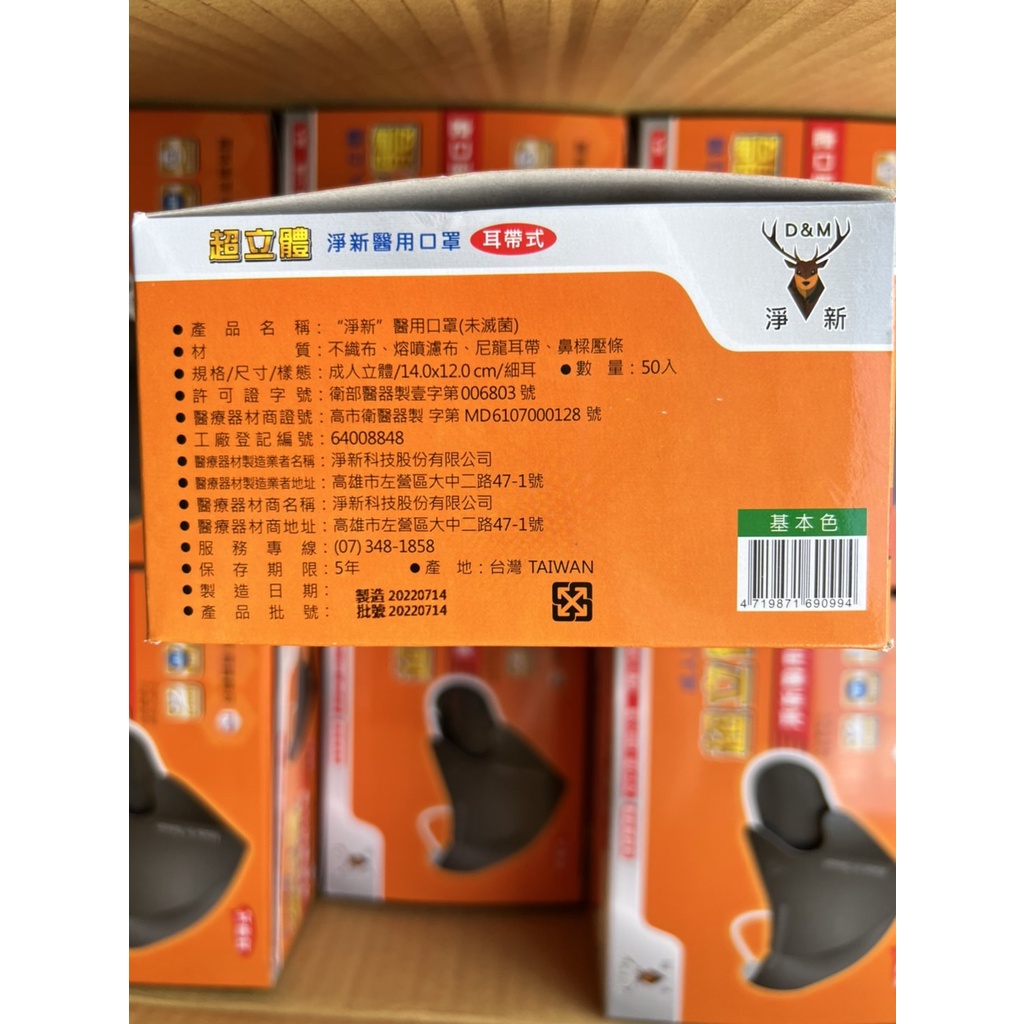 超立體 淨新醫用口罩 耳帶式
D&M
淨 新
● 產品名稱：“淨新”醫用口罩(未滅菌)
● 材質：不織布、熔噴濾布、尼龍耳帶、鼻樑壓條
● 規格/尺寸/樣態：成人立體/14.0x12.0 cm/細耳 ● 數量：50入
● 許可證字號：衛部醫器製壹字第006803號
● 醫療器材商證號：高市衛醫器製 字第 MD6107000128 號
● 工廠登記編號：64008848
● 醫療器材製造業者名稱：淨新科技股份有限公司
● 醫療器材製造業者地址：高雄市左營區大中二路47-1號
● 醫療器材商名稱：淨新科技股份有限公司
● 醫療器材商地址：高雄市左營區大中二路47-1號
● 服務專線：(07) 348-1858
● 保存期限：5年 ● 產地：台灣 TAIWAN
● 製造日期：製造 20220714
● 產品批號：批號 20220714
基本色
4 719871 690994